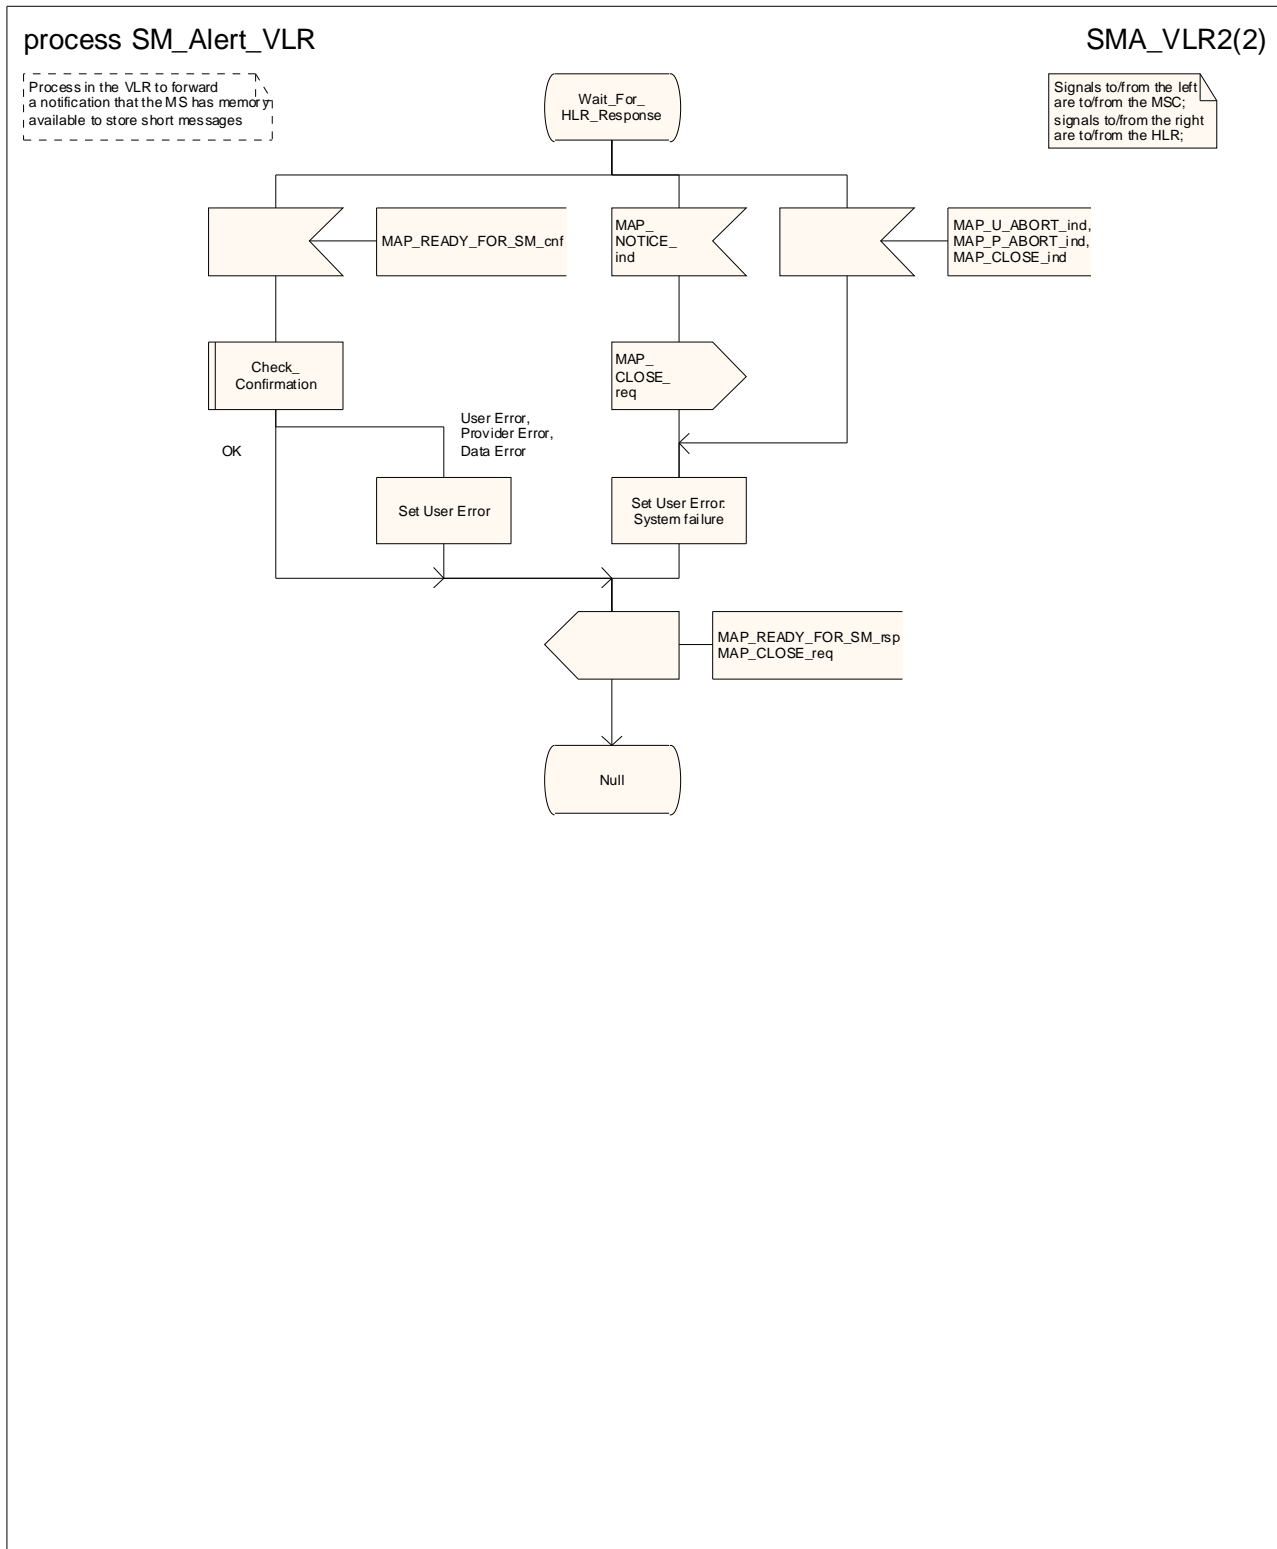 process SM_Alert_VLR
SMA_VLR2(2)
Process in the VLR to forward
a notification that the MS has memory
available to store short messages
Wait_For_
HLR_Response
Signals to/from the left
are to/from the MSC;
signals to/from the right
are to/from the HLR;
MAP_READY_FOR_SM_cnf
MAP_
NOTICE_
ind
MAP_U_ABORT_ind,
MAP_P_ABORT_ind,
MAP_CLOSE_ind
Check_
Confirmation
MAP_
CLOSE_
req
OK
User Error,
Provider Error,
Data Error
Set User Error
Set User Error:
System failure
MAP_READY_FOR_SM_rsp
MAP_CLOSE_req
Null